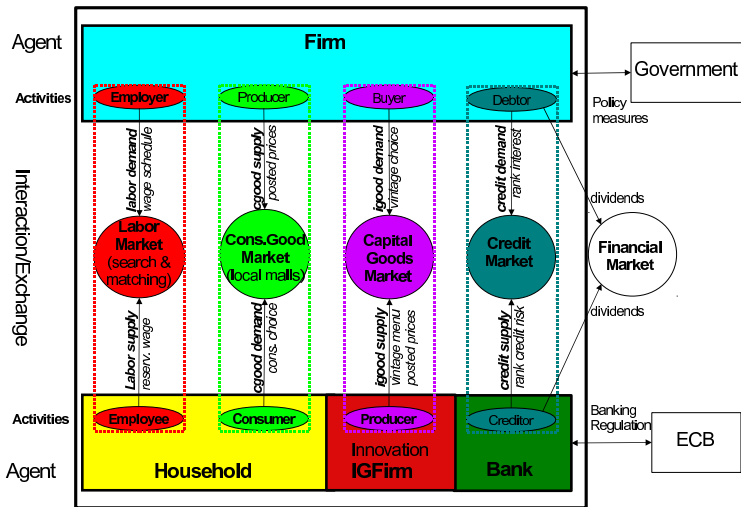 Agent
Firm
Government
Activities
Employer
Producer
Buyer
Debtor
Policy
measures
labor demand
wage schedule
cgood supply
posted prices
igood demand
vintage choice
credit demand
rank interest
dividends
Interaction/Exchange
Labor
Market
(search &
matching)
Cons.Good
Market
(local malls)
Capital
Goods
Market
Credit
Market
Financial
Market
Labor supply
reserv. wage
cgood demand
cons. choice
igood supply
vintage menu
posted prices
credit supply
rank credit risk
dividends
Activities
Employee
Consumer
Producer
Creditor
Banking
Regulation
ECB
Agent
Household
Innovation
IGFirm
Bank